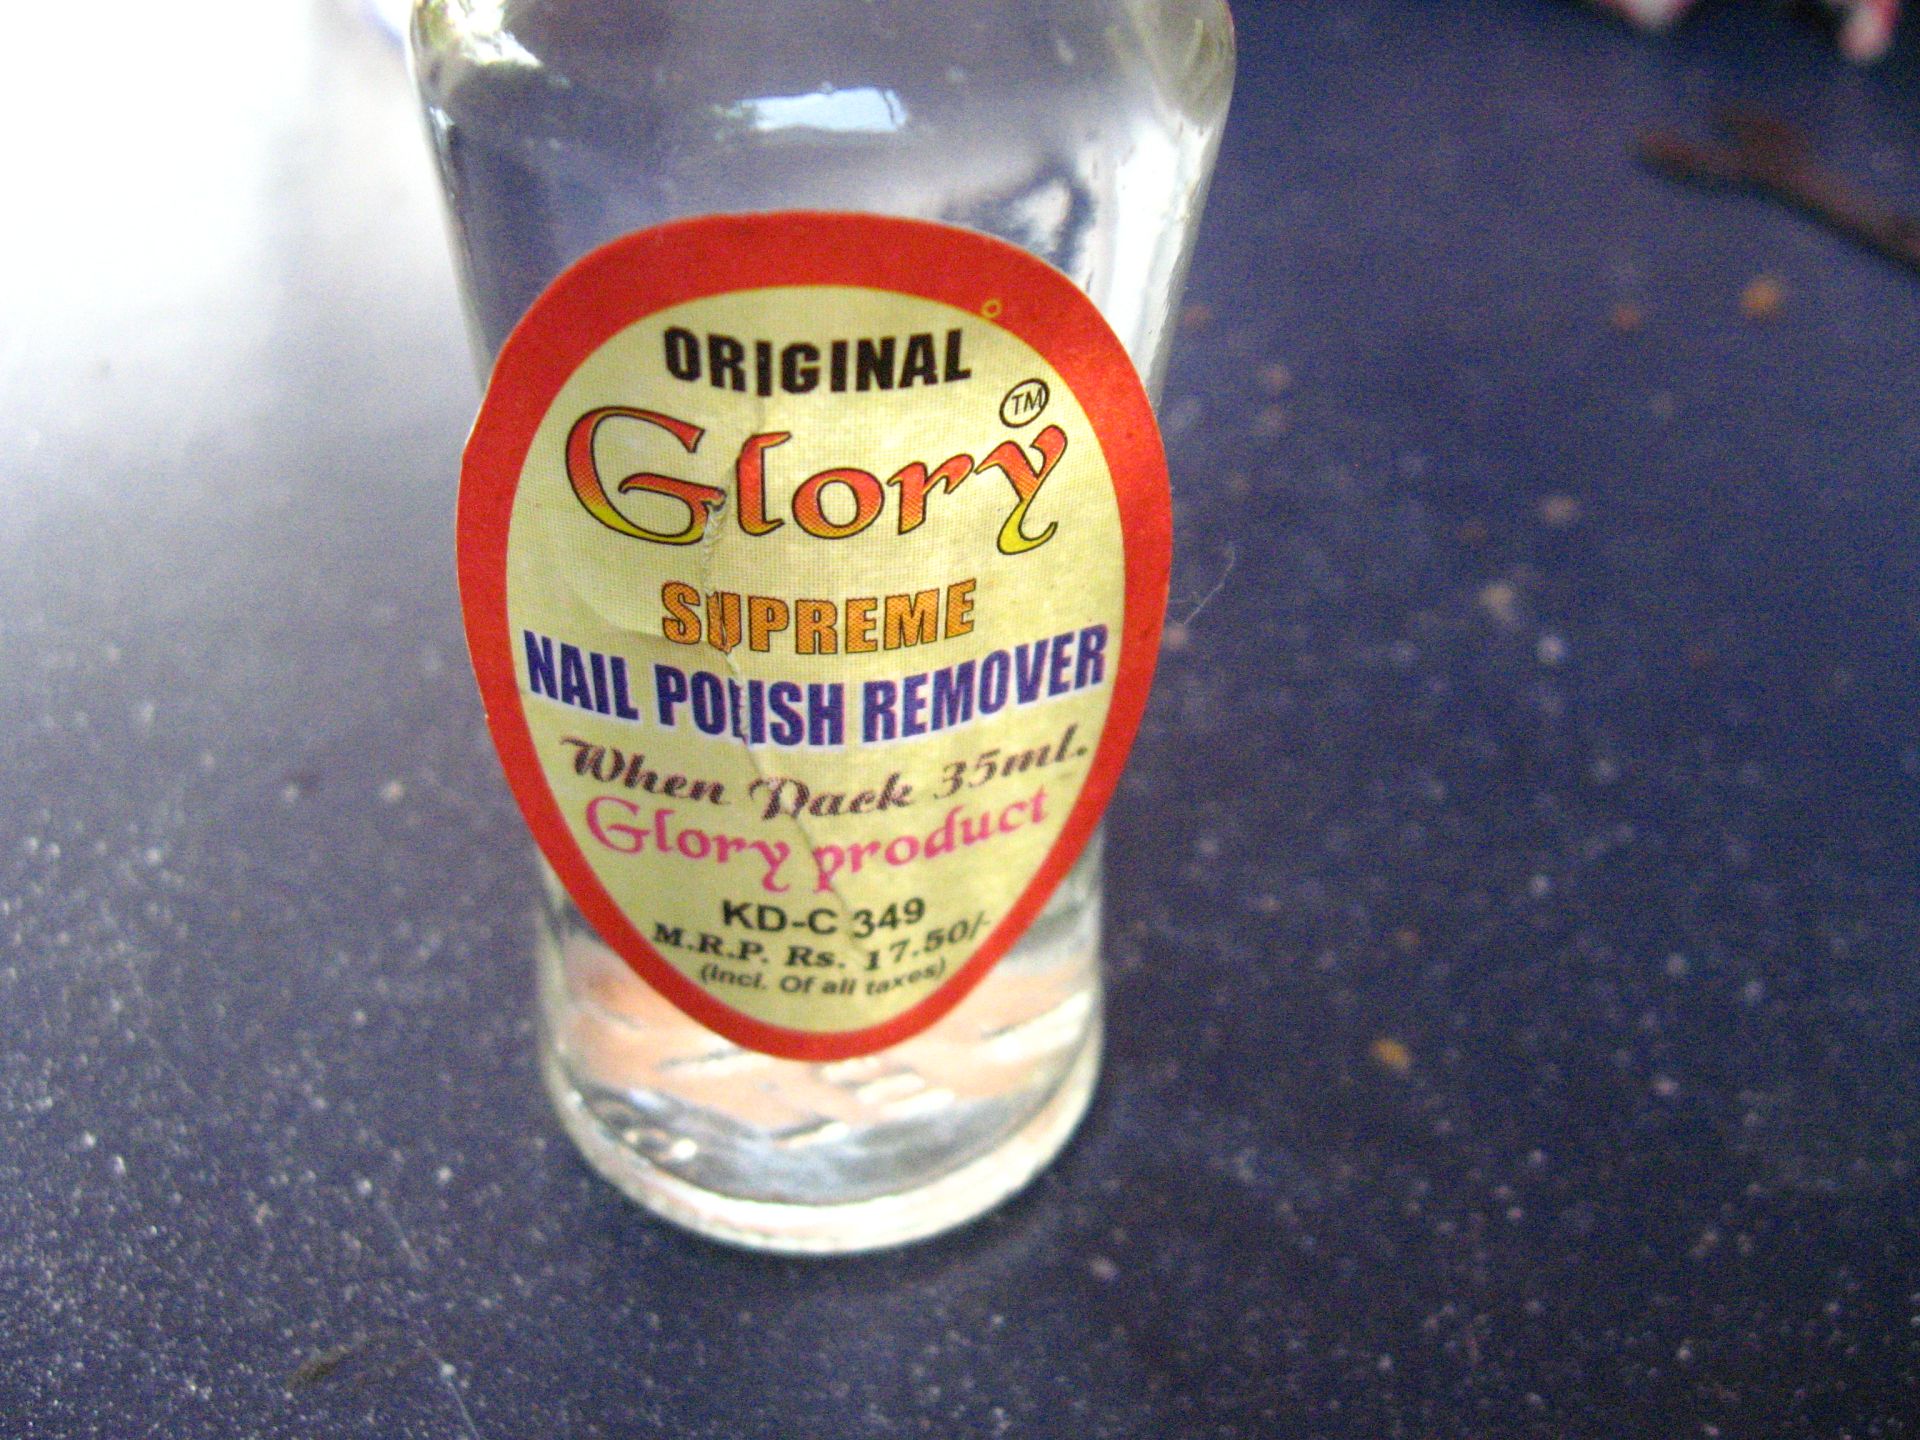 ORIGINAL
Glory TM
SUPREME
NAIL POLISH REMOVER
When Pack 35ml.
Glory product
KD-C 349
M.R.P. Rs. 17.50/-
(incl. Of all taxes)